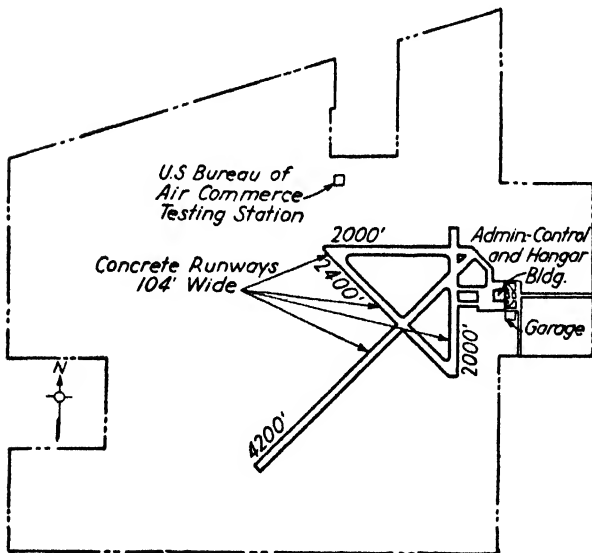 U.S Bureau of
Air Commerce
Testing Station
2000'
Admin-Control
and Hangar
Bldg.
Concrete Runways
104' Wide
2400'
Garage
2000'
N
4200'